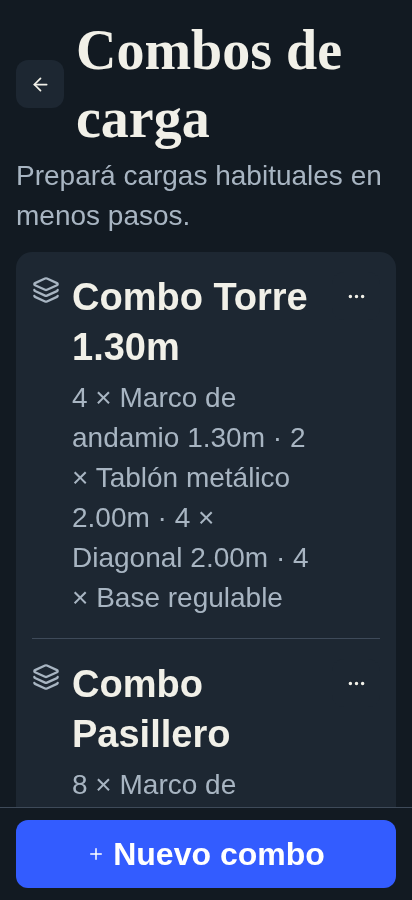 Combos de
carga
Prepará cargas habituales en
menos pasos.
Combo Torre
1.30m
4 × Marco de
andamio 1.30m · 2
× Tablón metálico
2.00m · 4 ×
Diagonal 2.00m · 4
× Base regulable
Combo
Pasillero
8 × Marco de
+ Nuevo combo